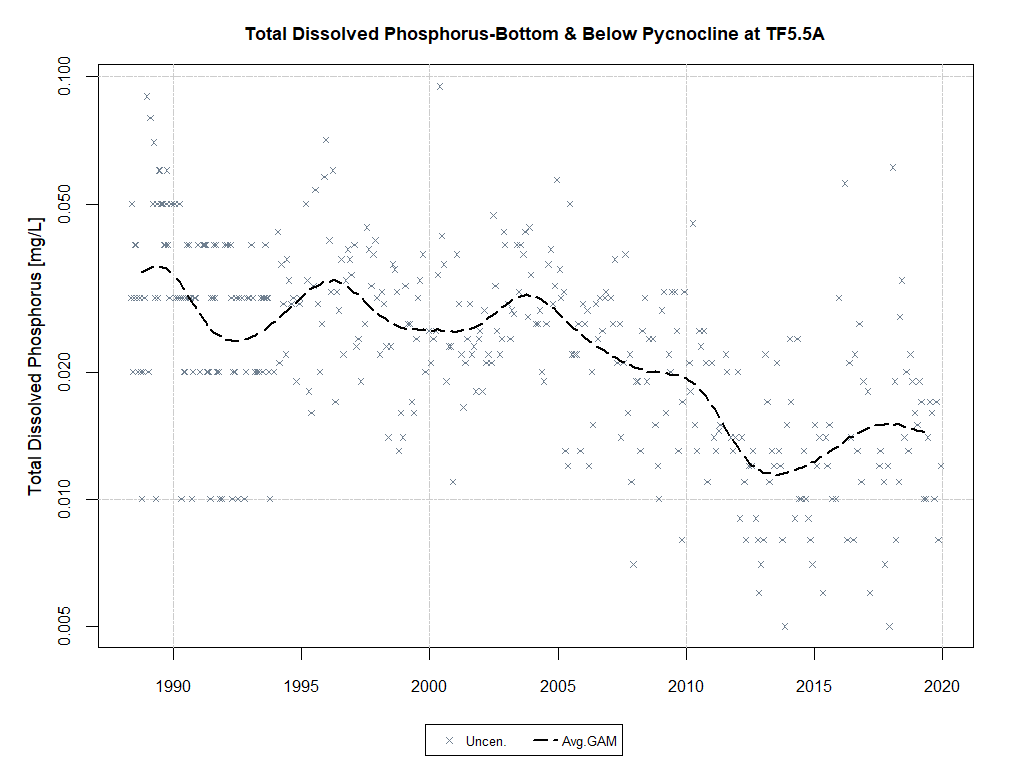 Total Dissolved Phosphorus-Bottom & Below Pycnocline at TF5.5A
Total Dissolved Phosphorus [mg/L]
0.100
0.050
0.020
0.010
0.005
1990 1995 2000 2005 2010 2015 2020
Uncen. Avg.GAM